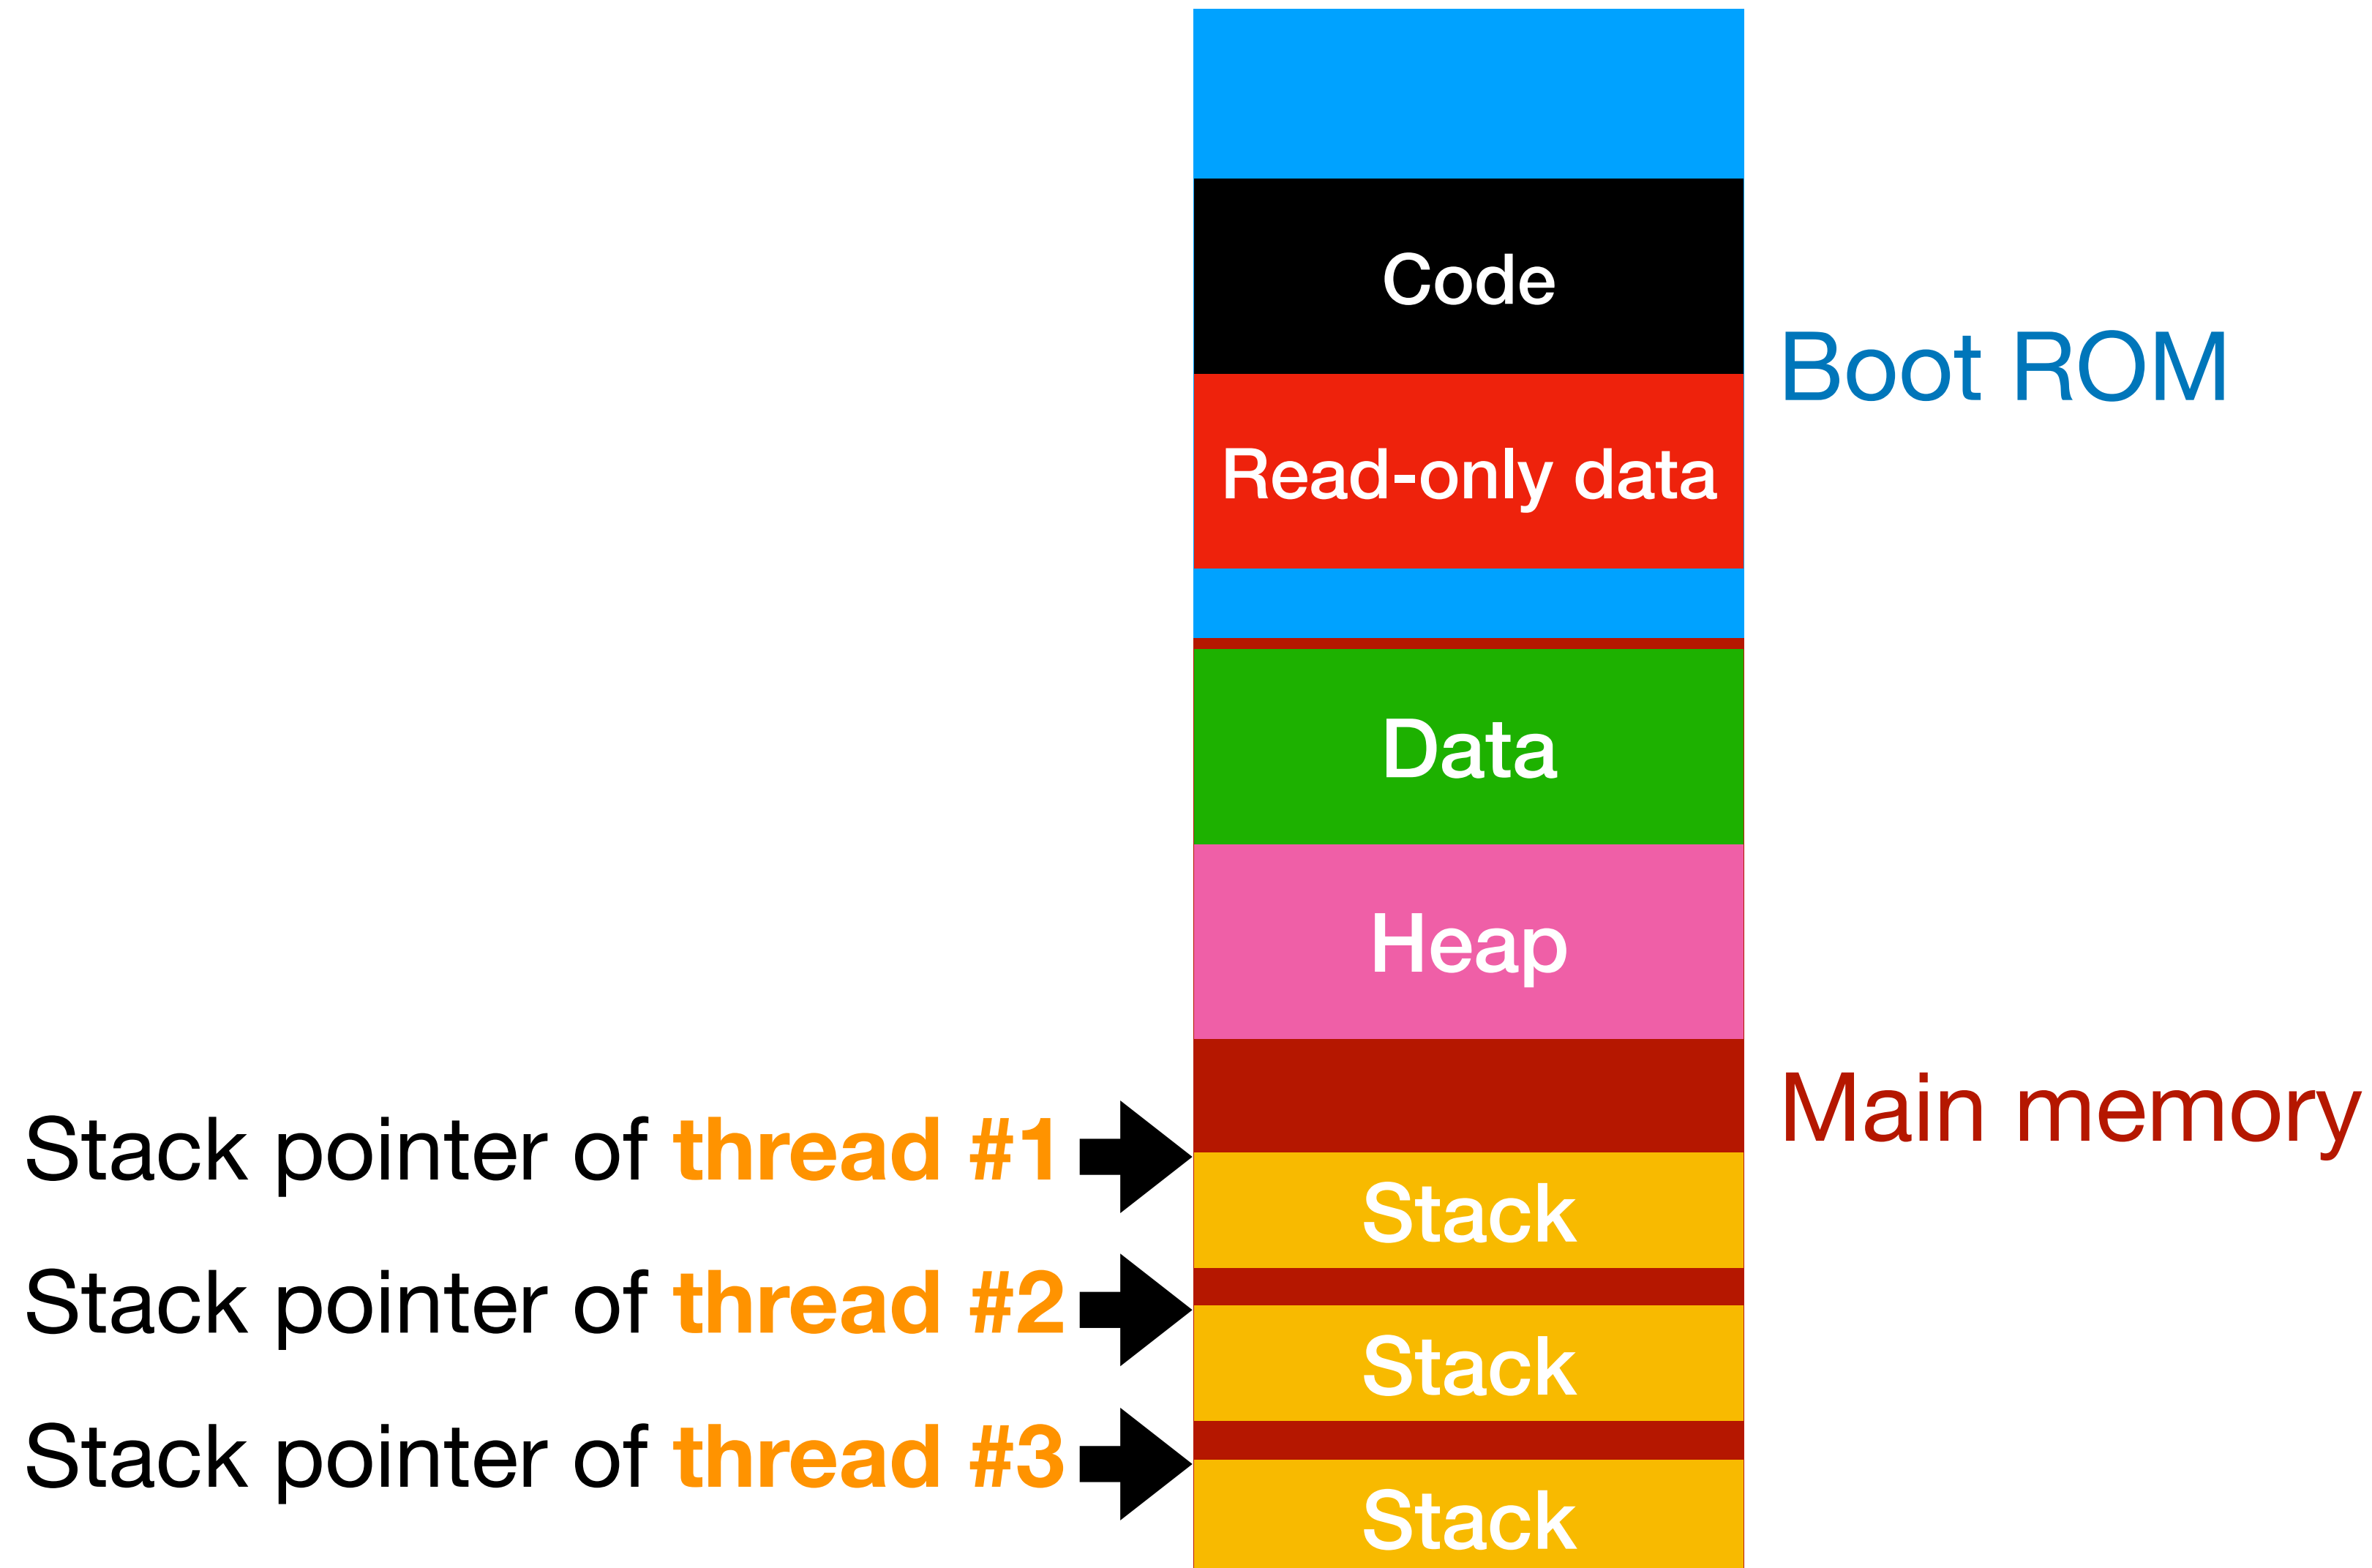 Code
Boot ROM
Read-only data
Data
Heap
Main memory
Stack pointer of thread #1
Stack
Stack pointer of thread #2
Stack
Stack pointer of thread #3
Stack